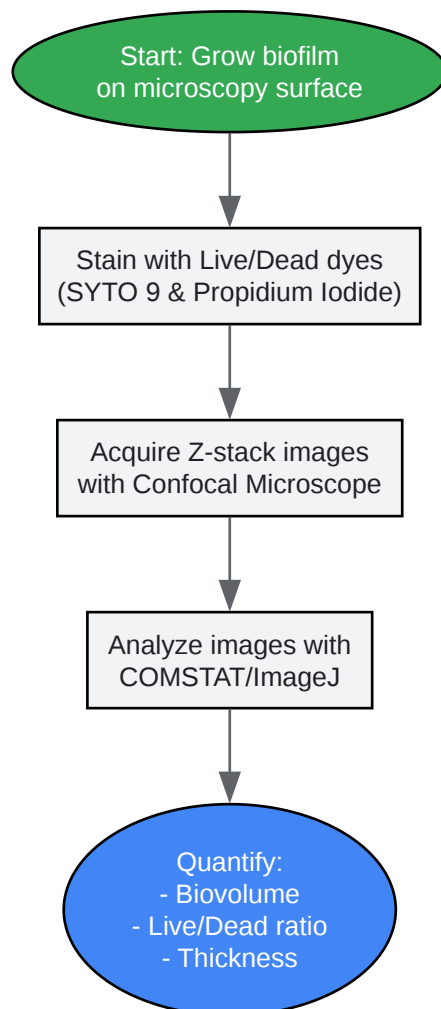 Start: Grow biofilm
on microscopy surface
Stain with Live/Dead dyes
(SYTO 9 & Propidium Iodide)
Acquire Z-stack images
with Confocal Microscope
Analyze images with
COMSTAT/ImageJ
Quantify:
- Biovolume
- Live/Dead ratio
- Thickness